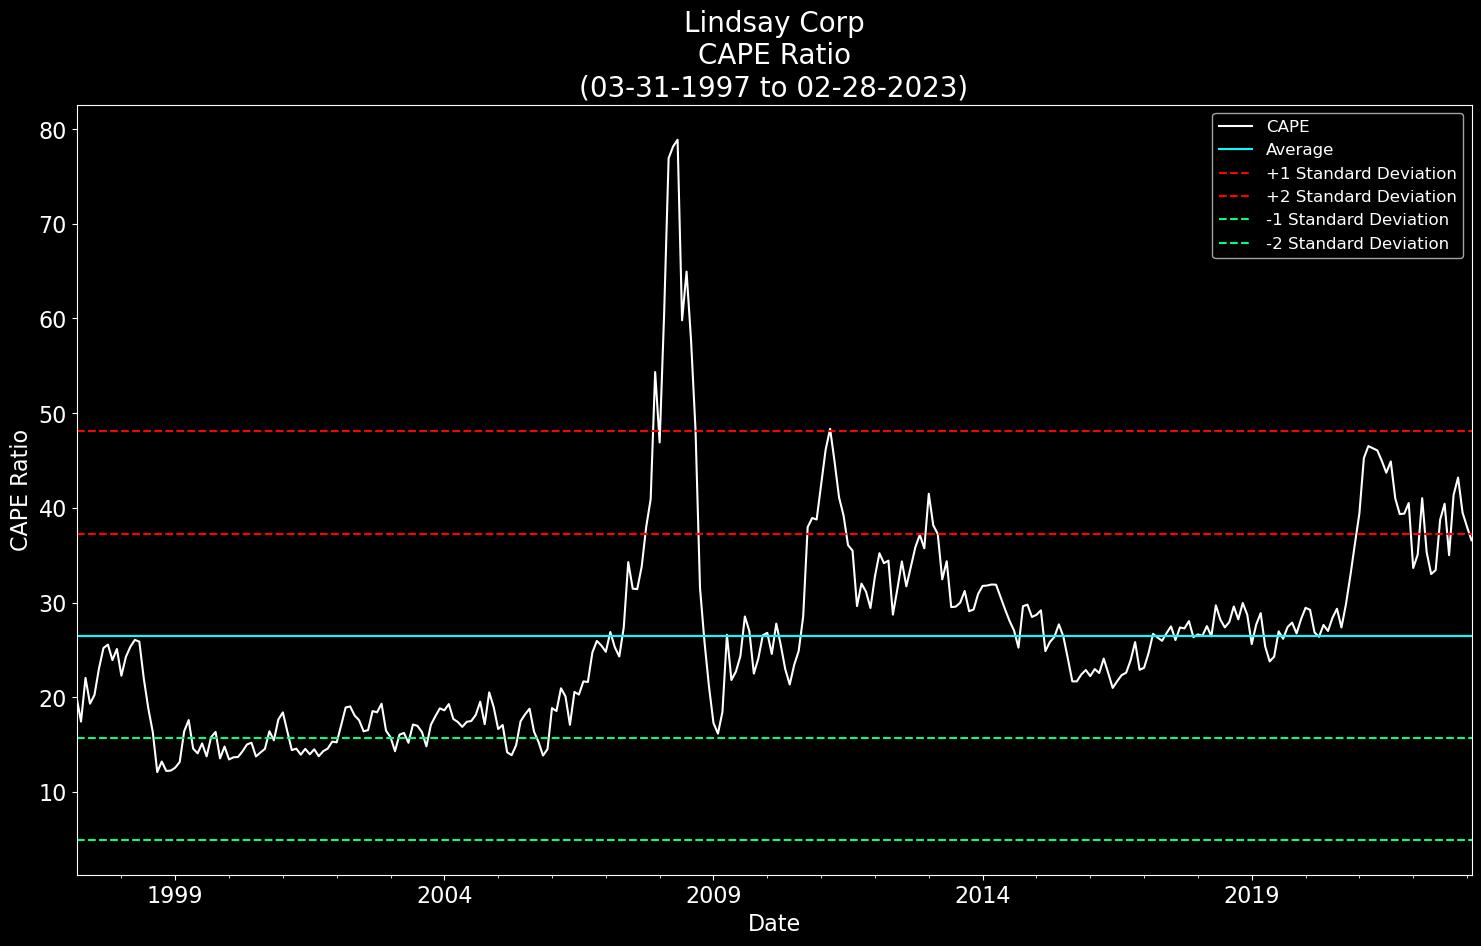 Lindsay Corp
CAPE Ratio
(03-31-1997 to 02-28-2023)
CAPE
Average
+1 Standard Deviation
+2 Standard Deviation
-1 Standard Deviation
-2 Standard Deviation
80
70
60
50
40
30
20
10
CAPE Ratio
1999
2004
2009
2014
2019
Date